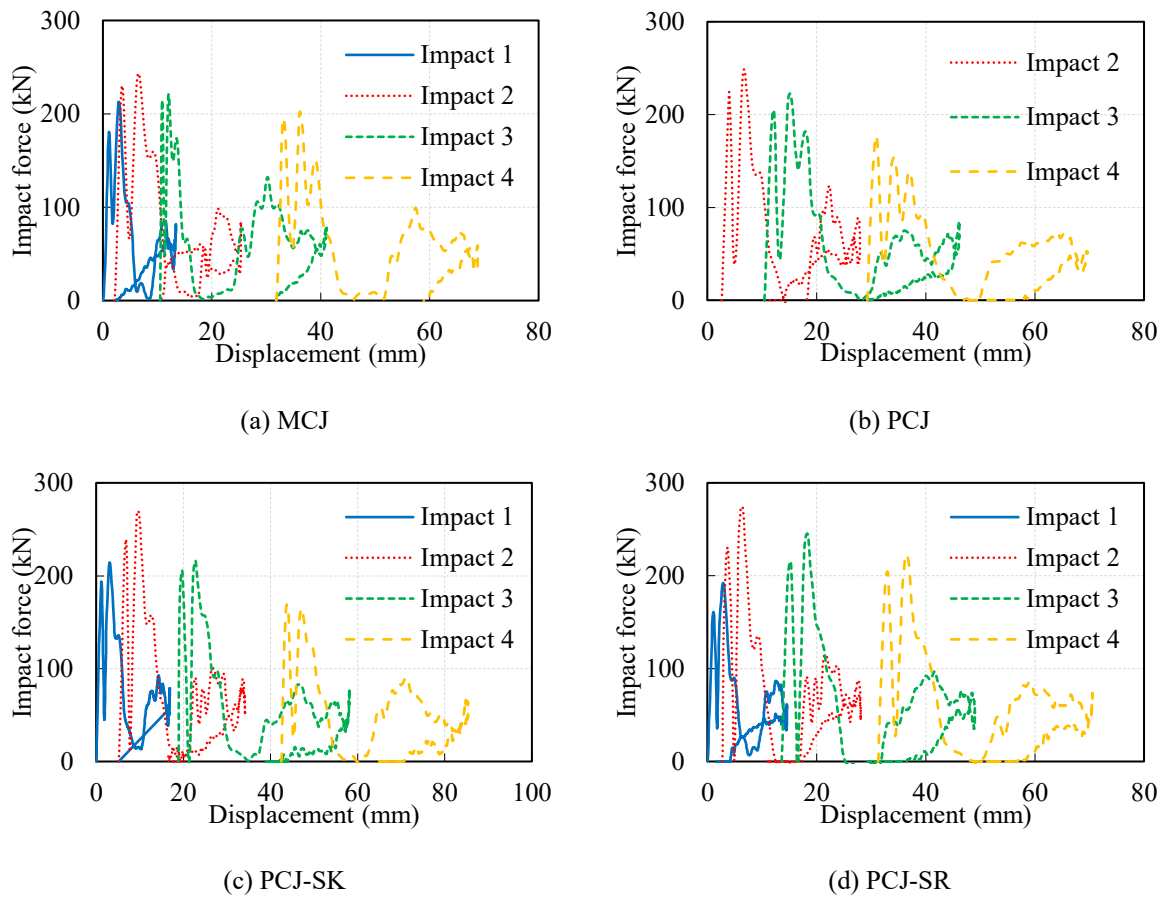 300
200
100
0
0
20
40
60
80
Impact force (kN)
Displacement (mm)
Impact 1
Impact 2
Impact 3
Impact 4
(a) MCJ
300
200
100
0
0
20
40
60
80
Impact force (kN)
Displacement (mm)
Impact 2
Impact 3
Impact 4
(b) PCJ
300
200
100
0
0
20
40
60
80
100
Impact force (kN)
Displacement (mm)
Impact 1
Impact 2
Impact 3
Impact 4
(c) PCJ-SK
300
200
100
0
0
20
40
60
80
Impact force (kN)
Displacement (mm)
Impact 1
Impact 2
Impact 3
Impact 4
(d) PCJ-SR